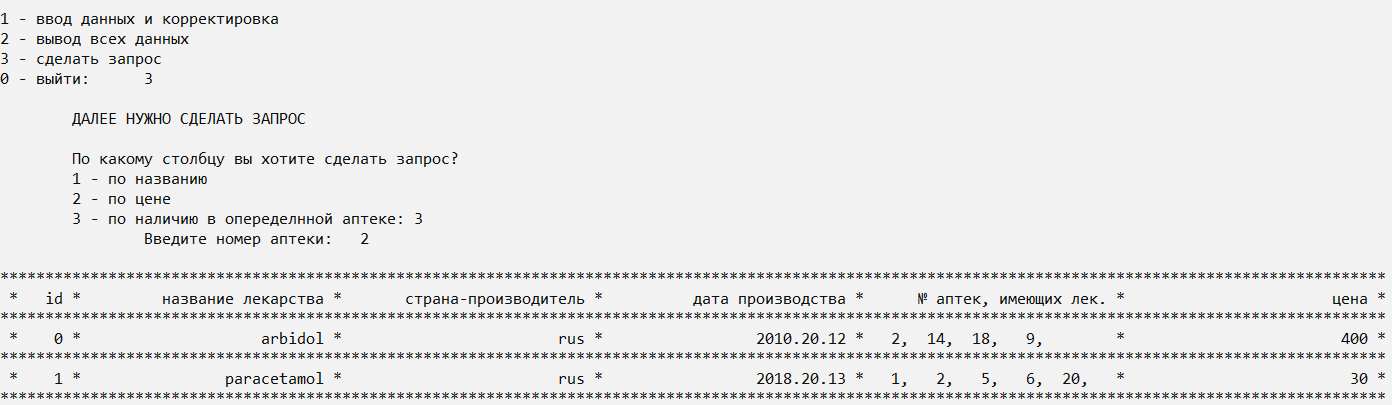 1 - ввод данных и корректировка
2 - вывод всех данных
3 - сделать запрос
0 - выйти:      3
ДАЛЕЕ НУЖНО СДЕЛАТЬ ЗАПРОС
По какому столбцу вы хотите сделать запрос?
1 - по названию
2 - по цене
3 - по наличию в опеределнной аптеке: 3
Введите номер аптеки:   2
**********************************************************************************************************************************************************
*   id *         название лекарства *       страна-производитель *          дата производства *      № аптек, имеющих лек. *                       цена *
**********************************************************************************************************************************************************
*    0 *                    arbidol *                        rus *                 2010.20.12 *   2,  14,  18,   9,        *                        400 *
**********************************************************************************************************************************************************
*    1 *                paracetamol *                        rus *                 2018.20.13 *   1,   2,   5,   6,  20,   *                         30 *
**********************************************************************************************************************************************************